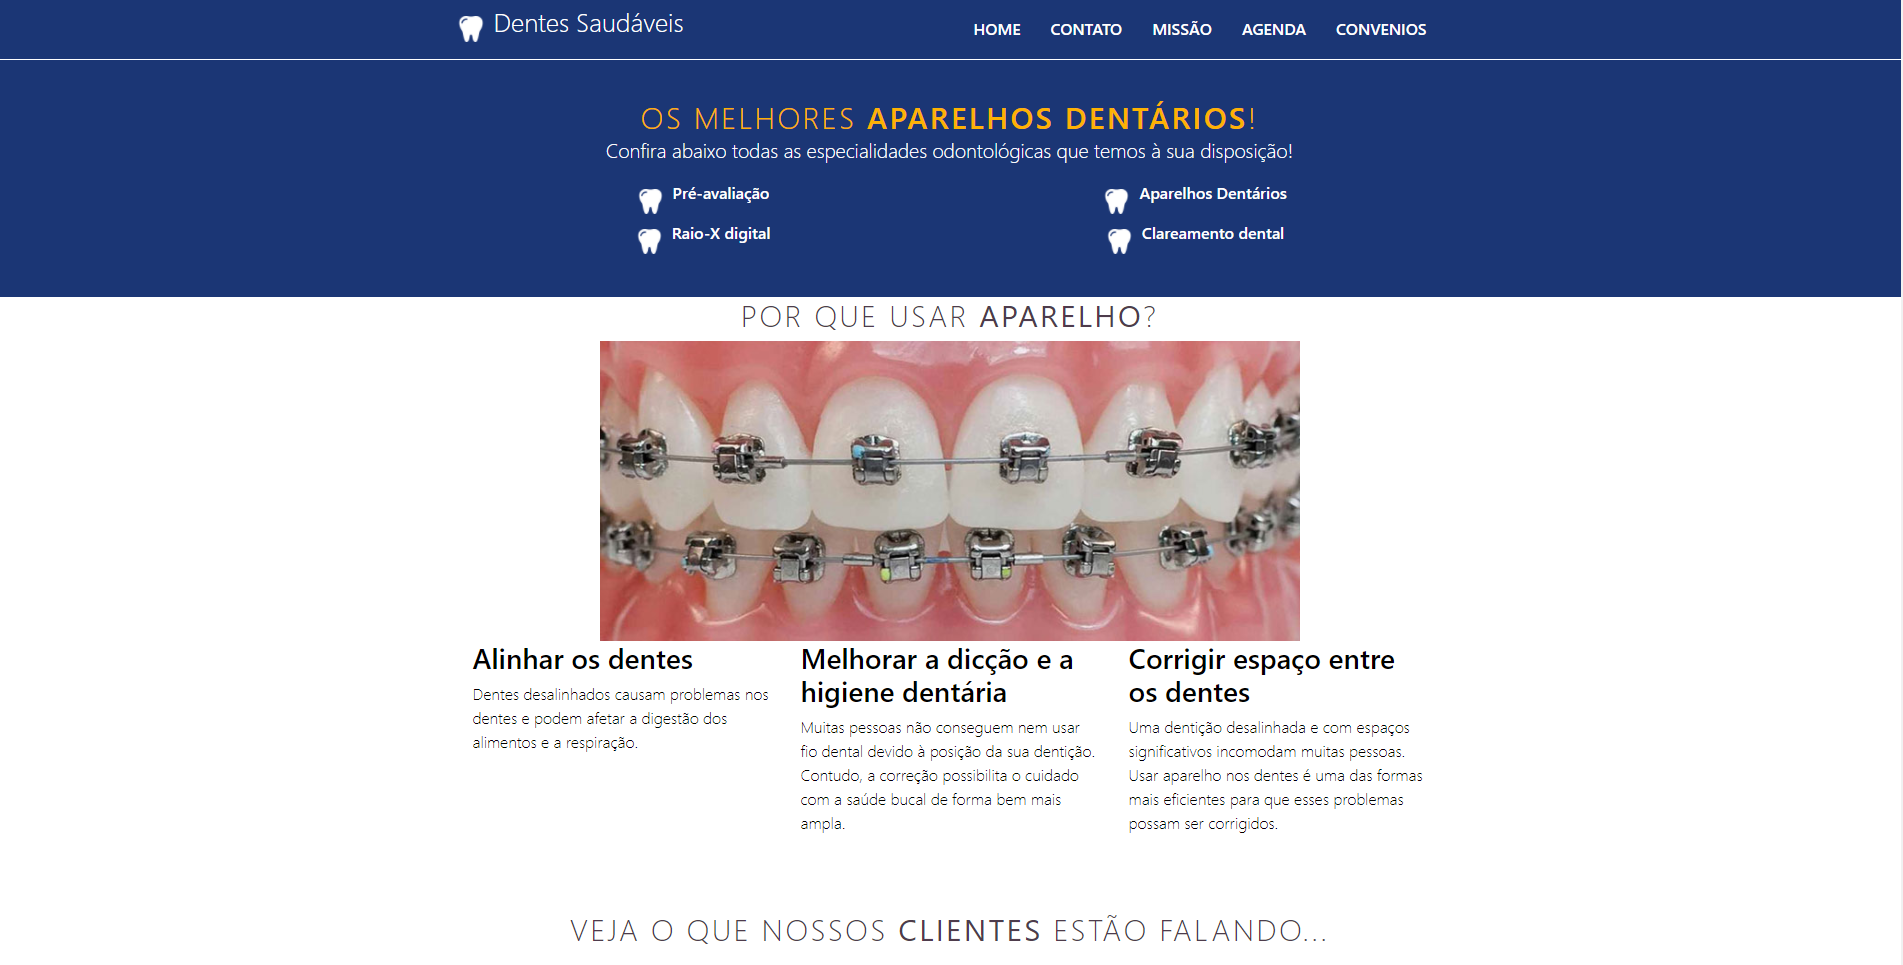 Dentes Saudáveis
HOME CONTATO MISSÃO AGENDA CONVENIOS
OS MELHORES APARELHOS DENTÁRIOS!
Confira abaixo todas as especialidades odontológicas que temos à sua disposição!
Pré-avaliação
Aparelhos Dentários
Raio-X digital
Clareamento dental
POR QUE USAR APARELHO?
Alinhar os dentes
Dentes desalinhados causam problemas nos
dentes e podem afetar a digestão dos
alimentos e a respiração.
Melhorar a dicção e a
higiene dentária
Muitas pessoas não conseguem nem usar
fio dental devido à posição da sua dentição.
Contudo, a correção possibilita o cuidado
com a saúde bucal de forma bem mais
ampla.
Corrigir espaço entre
os dentes
Uma dentição desalinhada e com espaços
significativos incomodam muitas pessoas.
Usar aparelho nos dentes é uma das formas
mais eficientes para que esses problemas
possam ser corrigidos.
VEJA O QUE NOSSOS CLIENTES ESTÃO FALANDO...